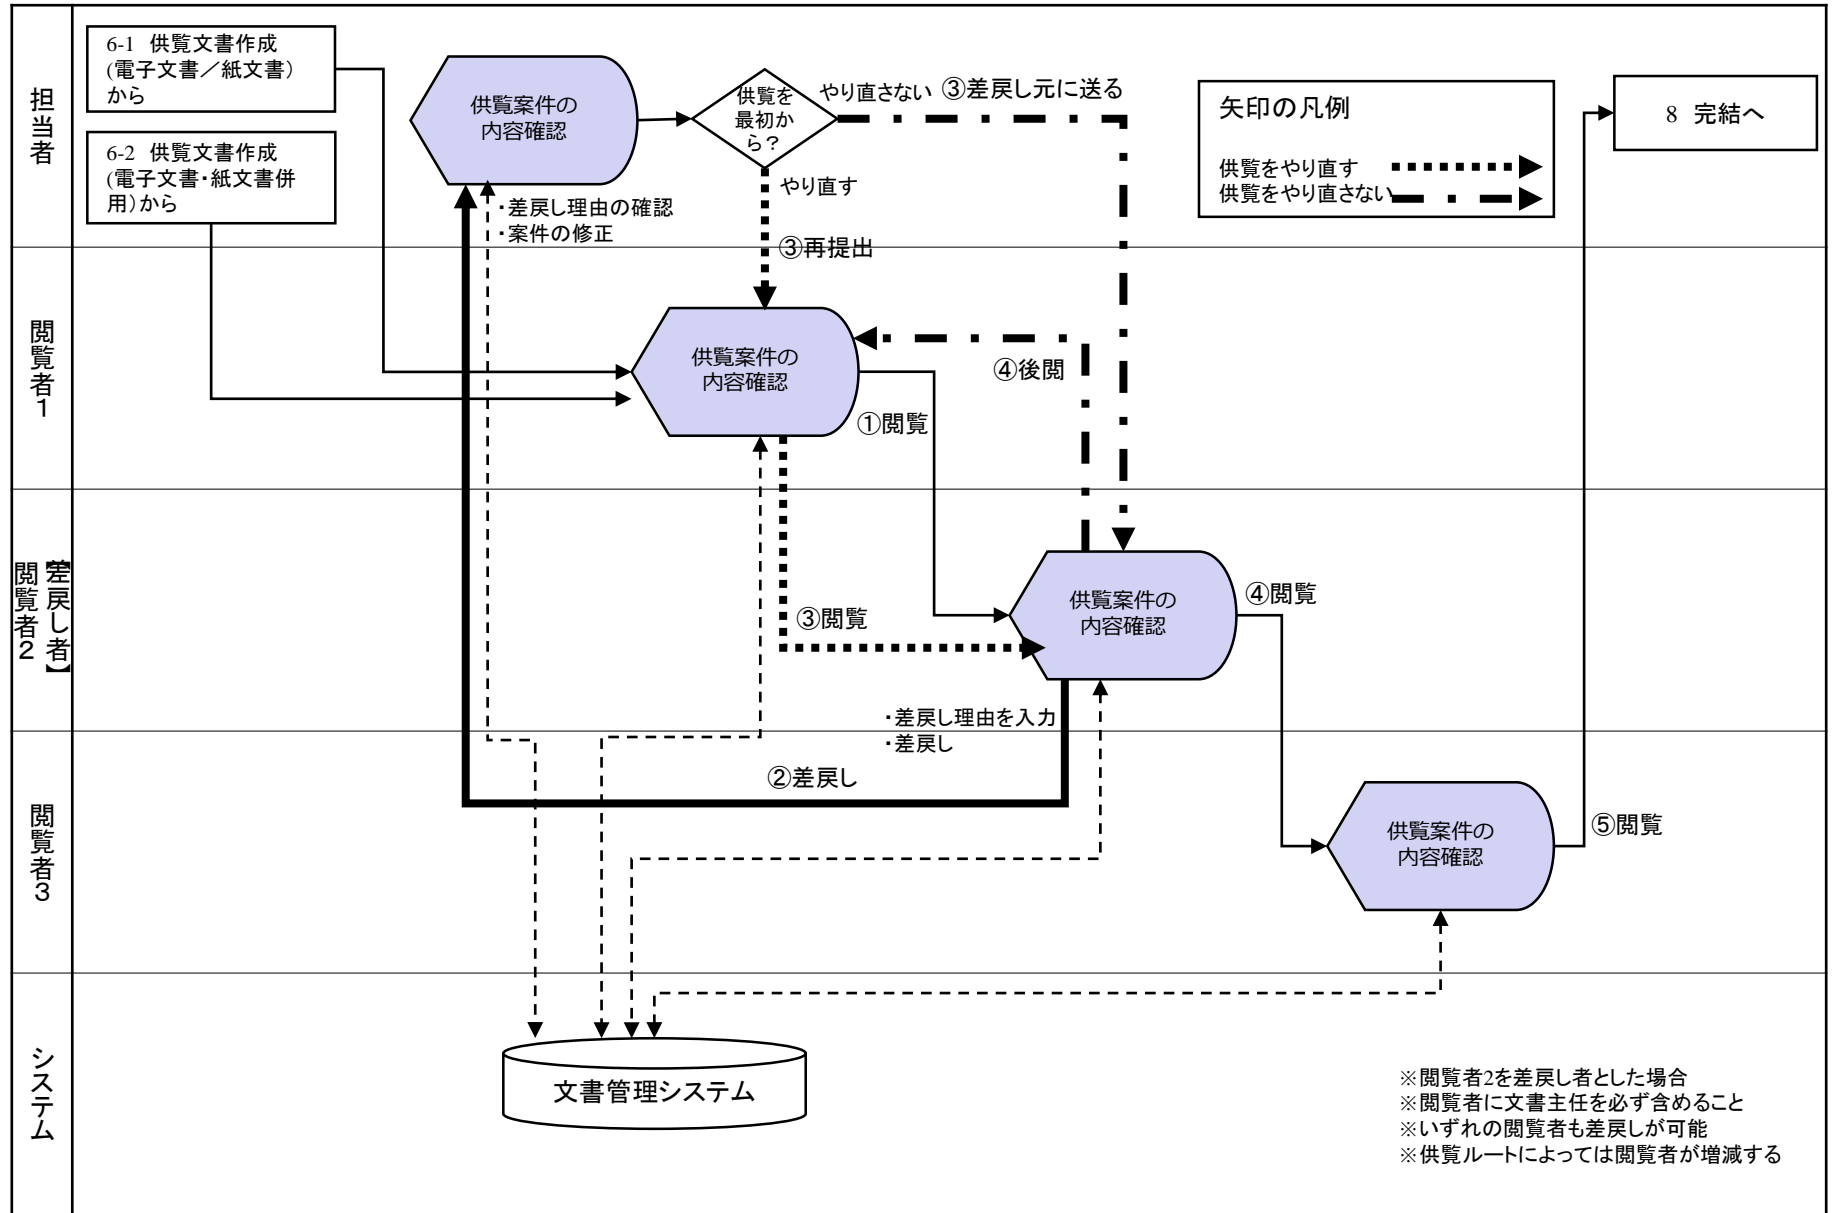 担当者
6-1 供覧文書作成
(電子文書／紙文書)
から
6-2 供覧文書作成
(電子文書・紙文書併
用)から
供覧案件の
内容確認
供覧を
最初か
ら？
やり直さない
③差戻し元に送る
やり直す
・差戻し理由の確認
・案件の修正
③再提出
矢印の凡例
供覧をやり直す
供覧をやり直さない
8 完結へ
閲覧者１
供覧案件の
内容確認
①閲覧
④後閲
閲覧者２
【差戻し者】
③閲覧
供覧案件の
内容確認
④閲覧
・差戻し理由を入力
・差戻し
②差戻し
閲覧者３
供覧案件の
内容確認
⑤閲覧
システム
文書管理システム
※閲覧者2を差戻し者とした場合
※閲覧者に文書主任を必ず含めること
※いずれの閲覧者も差戻しが可能
※供覧ルートによっては閲覧者が増減する